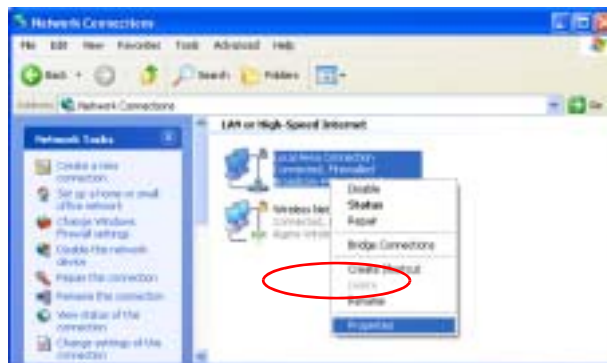 Network Connections
File Edit View Favorites Tools Advanced Help
Back Search Folders
Address Network Connections Go
LAN or High-Speed Internet
Network Tasks
Create a new
connection
Set up a home or small
office network
Change Windows
Firewall settings
Disable this network
device
Repair this connection
Rename this connection
View status of this
connection
Change settings of this
connection
Local Area Connection
Connected, Firewalled
Wireless Net
Connected,
Disable
Status
Repair
Bridge Connections
Create Shortcut
Delete
Rename
Properties